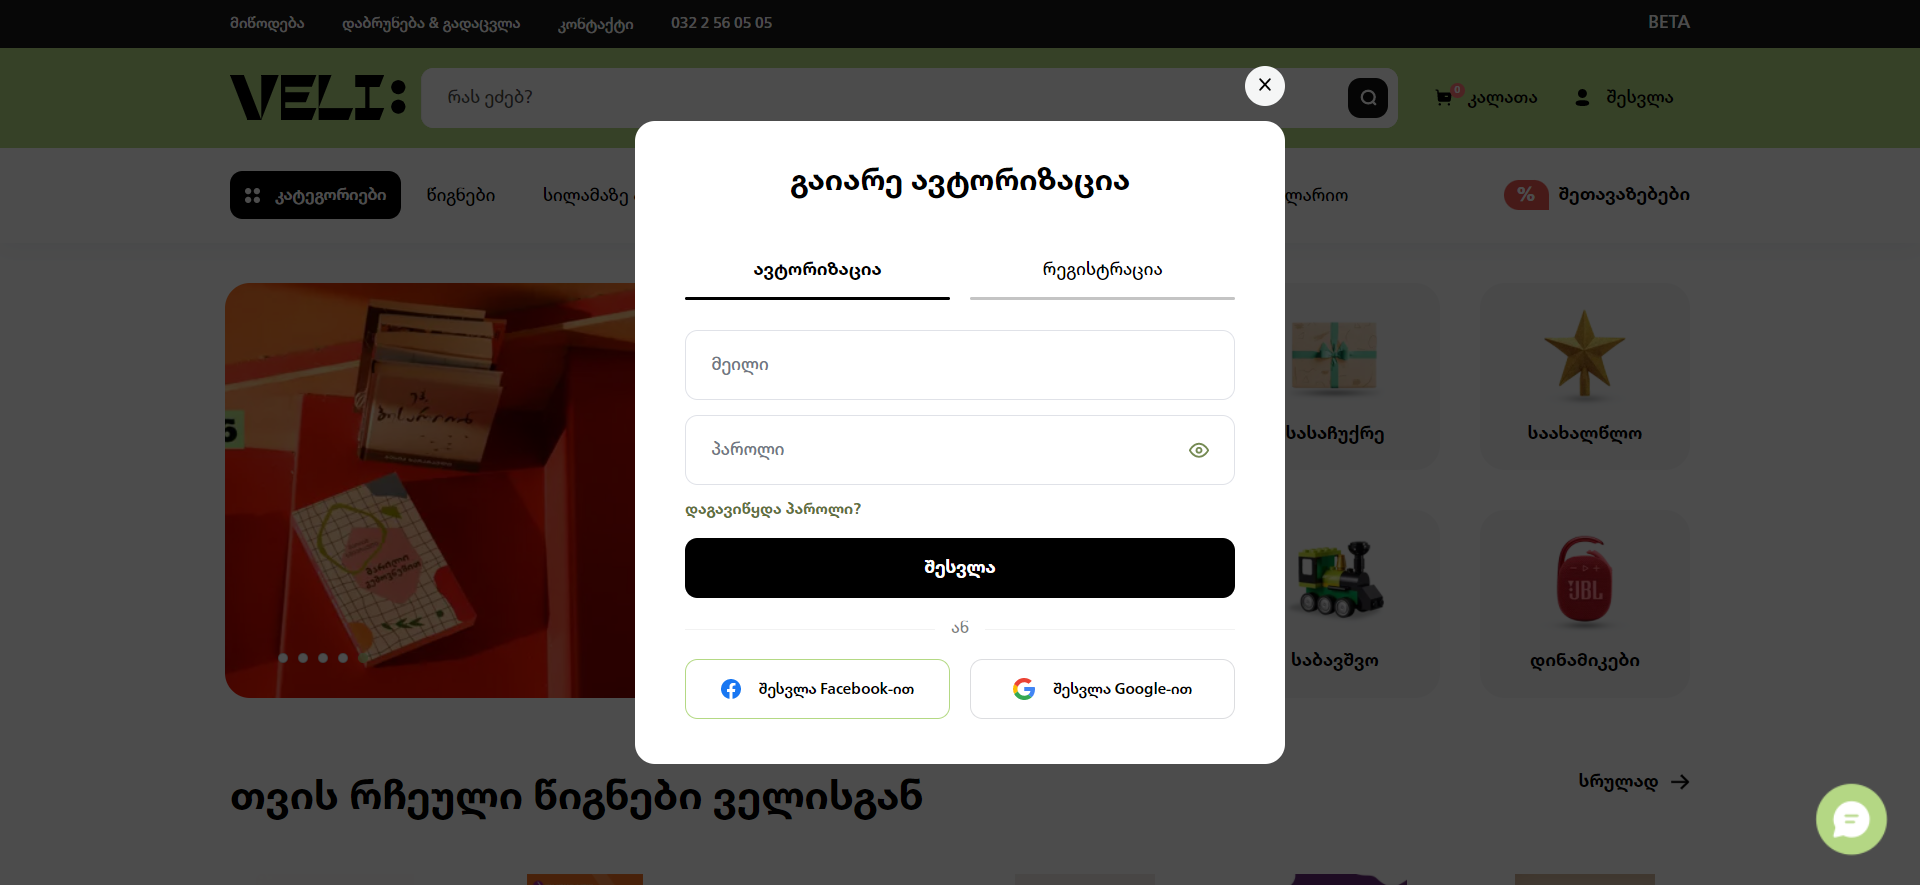 მიწოდება
დაბრუნება & გადაცვლა
კონტაქტი
032 2 56 05 05
BETA
VELI:
რას ეძებ?
0
კალათა
შესვლა
კატეგორიები
წიგნები
სილამაზე
ლარიო
%
შეთავაზებები
გაიარე ავტორიზაცია
ავტორიზაცია
რეგისტრაცია
მეილი
პაროლი
დაგავიწყდა პაროლი?
შესვლა
ან
შესვლა Facebook-ით
შესვლა Google-ით
სასაჩუქრე
საახალწლო
საბავშვო
JBL
დინამიკები
თვის რჩეული წიგნები ველისგან
სრულად